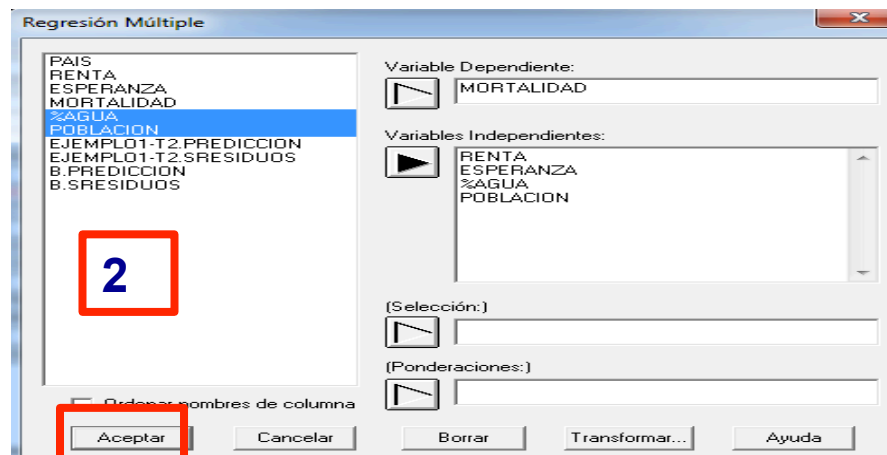 Regresión Múltiple
PAIS
RENTA
ESPERANZA
MORTALIDAD
%AGUA
POBLACION
EJEMPLO1-T2.PREDICCION
EJEMPLO1-T2.SRESIDUOS
B.PREDICCION
B.SRESIDUOS
2
Ordenar nombres de columna
Variable Dependiente:
MORTALIDAD
Variables Independientes:
RENTA
ESPERANZA
%AGUA
POBLACION
(Selección:)
(Ponderaciones:)
Aceptar
Cancelar
Borrar
Transformar...
Ayuda